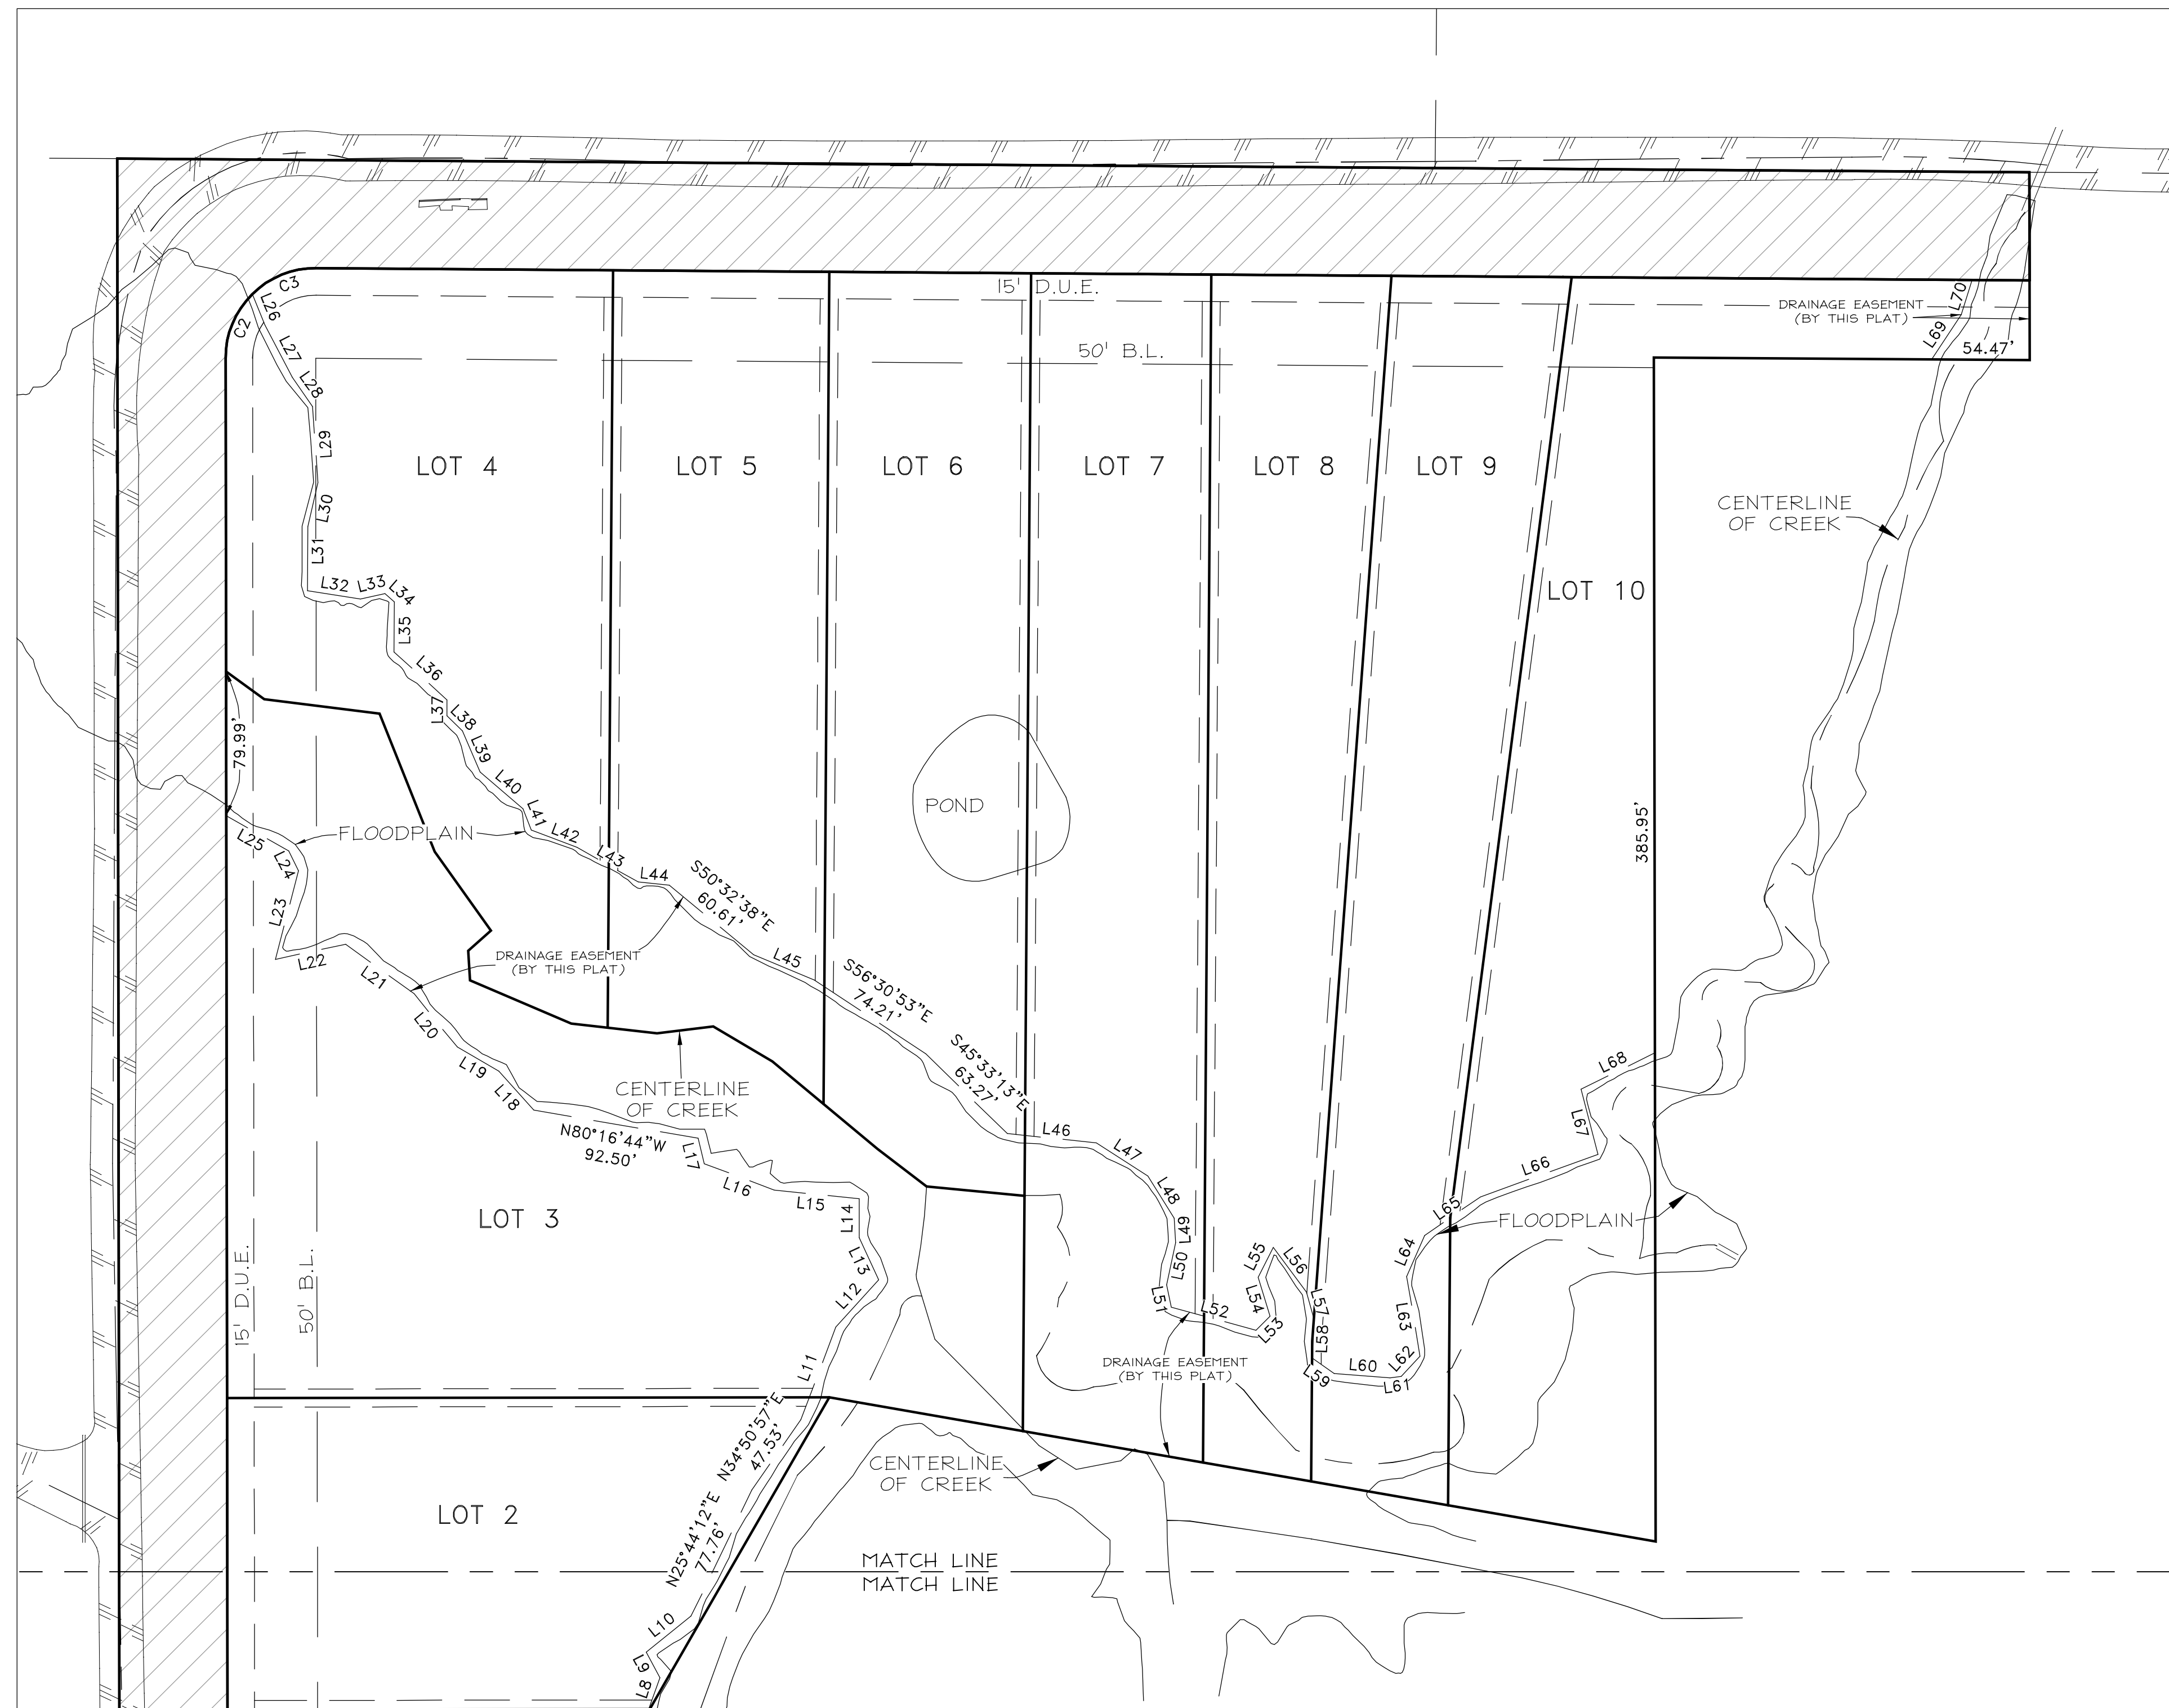 C3
C2
L26
L27
L28
L29
L30
L31
L32
L33
L34
L35
L36
L37
L38
L39
L40
L41
L42
L43
L44
15' D.U.E.
50' B.L.
DRAINAGE EASEMENT
(BY THIS PLAT)
L70
L69
54.47'
LOT 4
LOT 5
LOT 6
LOT 7
LOT 8
LOT 9
LOT 10
CENTERLINE
OF CREEK
79.99'
POND
385.95'
FLOODPLAIN
L25
L24
L23
L22
L21
L20
L19
L18
DRAINAGE EASEMENT
(BY THIS PLAT)
S50°32'38"E
60.61'
L45
S56°30'53"E
74.21'
S45°33'13"E
63.27'
L46
L47
L48
L49
L50
L51
L52
L53
L54
L55
L56
L57
L58
L59
L60
L61
L62
L63
L64
L65
L66
L67
L68
CENTERLINE
OF CREEK
N80°16'44"W
92.50'
L17
L16
L15
L14
L13
L12
L11
FLOODPLAIN
LOT 3
15' D.U.E.
50' B.L.
DRAINAGE EASEMENT
(BY THIS PLAT)
N34°50'57"E
47.53'
CENTERLINE
OF CREEK
N25°44'12"E
77.76'
LOT 2
MATCH LINE
MATCH LINE
L10
L9
L8